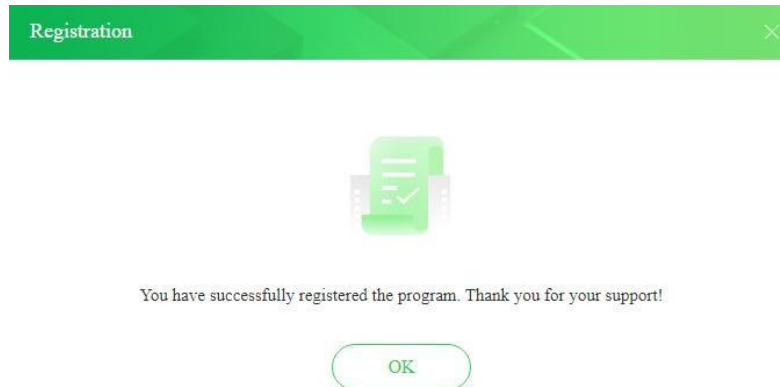 Registration
You have successfully registered the program. Thank you for your support!
OK